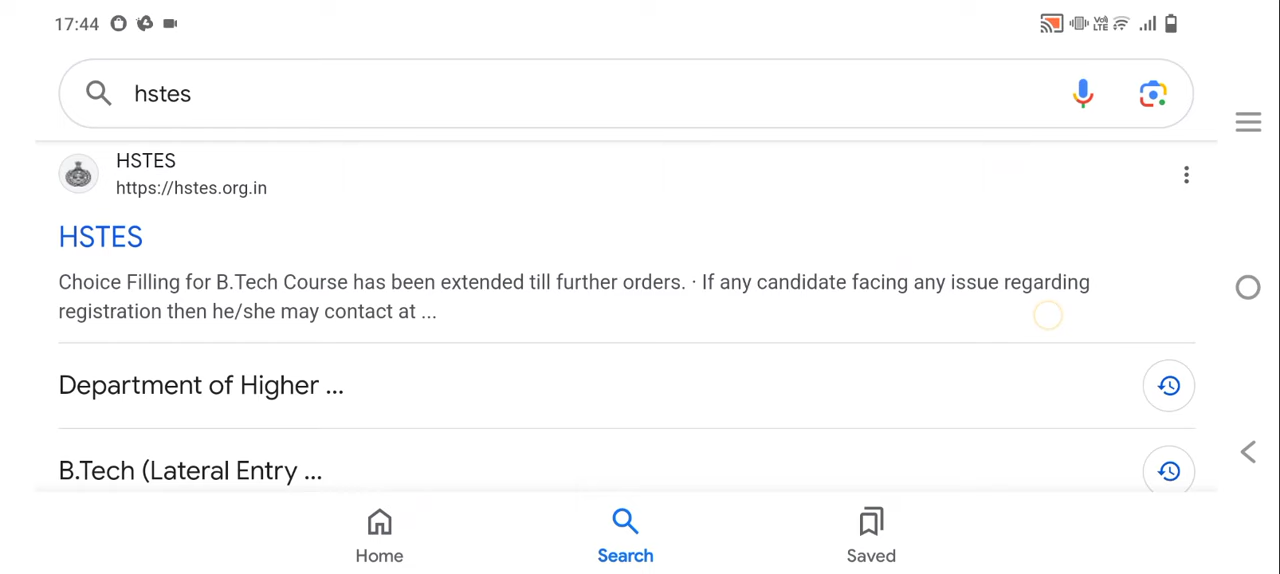 17:44
Vo) LTE
hstes
HSTES
https://hstes.org.in
HSTES
Choice Filling for B.Tech Course has been extended till further orders. · If any candidate facing any issue regarding
registration then he/she may contact at ...
Department of Higher ...
B.Tech (Lateral Entry ...
Home
Search
Saved